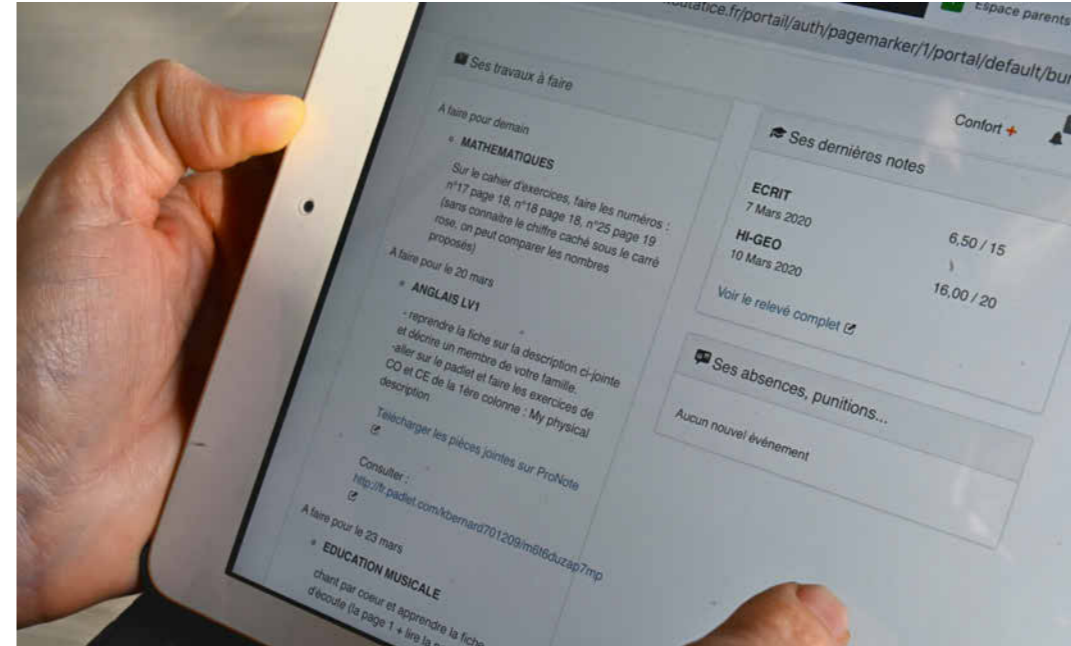 Espace parents
outatice.fr/portail/auth/pagemarker/1/portal/default/bur
Confort +
Ses travaux à faire
A faire pour demain
MATHEMATIQUES
Sur le cahier d'exercices, faire les numéros :
n°17 page 18, n°18 page 18, n°25 page 19
(sans connaitre le chiffre caché sous le carré
rose, on peut comparer les nombres
proposés)
A faire pour le 20 mars
ANGLAIS LV1
- reprendre la fiche sur la description ci-jointe
et décrire un membre de votre famille.
-aller sur le padlet et faire les exercices de
CO et CE de la 1ère colonne : My physical
description
Télécharger les pièces jointes sur ProNote
Consulter :
http://fr.padlet.com/kbernard701209/m6f6duzap7mp
A faire pour le 23 mars
EDUCATION MUSICALE
chant par coeur et apprendre la fiche
d'écoute (la page 1 + lire la
Ses dernières notes
ECRIT
7 Mars 2020
6,50 / 15
HI-GEO
10 Mars 2020
16,00 / 20
Voir le relevé complet
Ses absences, punitions...
Aucun nouvel événement